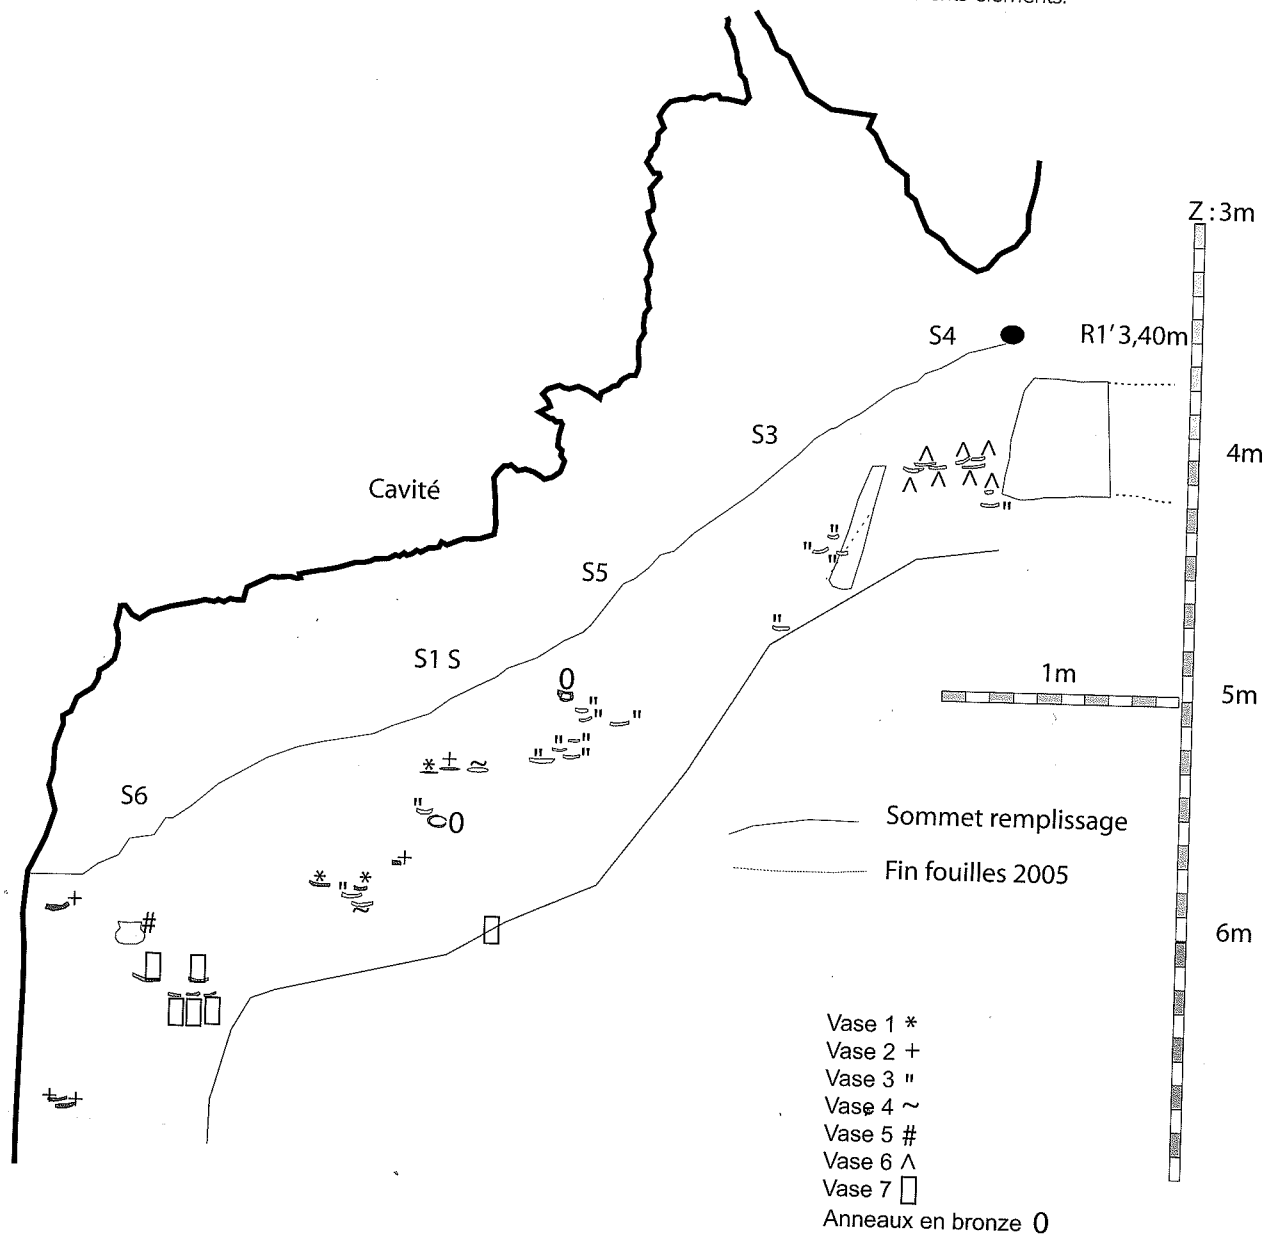 éléments.
Z : 3m
S4
R1' 3,40m
S3
4m
Cavité
S5
S1 S
1m
5m
S6
Sommet remplissage
Fin fouilles 2005
6m
Vase 1 *
Vase 2 +
Vase 3 "
Vase 4 ~
Vase 5 #
Vase 6 ^
Vase 7 ▯
Anneaux en bronze 0